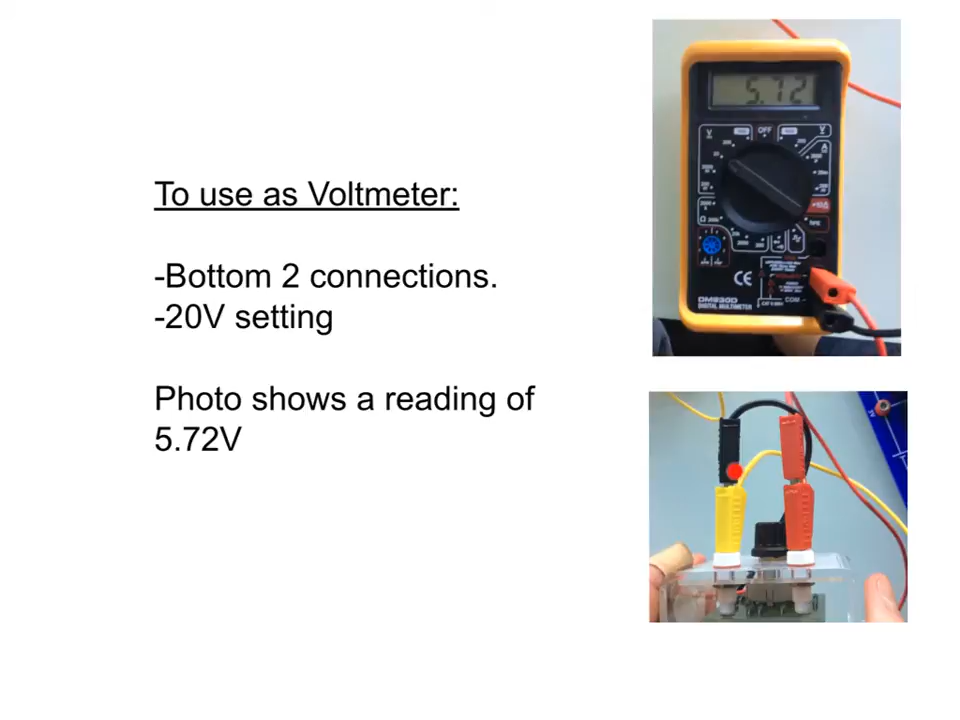 To use as Voltmeter:
-Bottom 2 connections.
-20V setting
Photo shows a reading of
5.72V
5.72
OFF
COM
CE
DIGITAL MULTIMETER